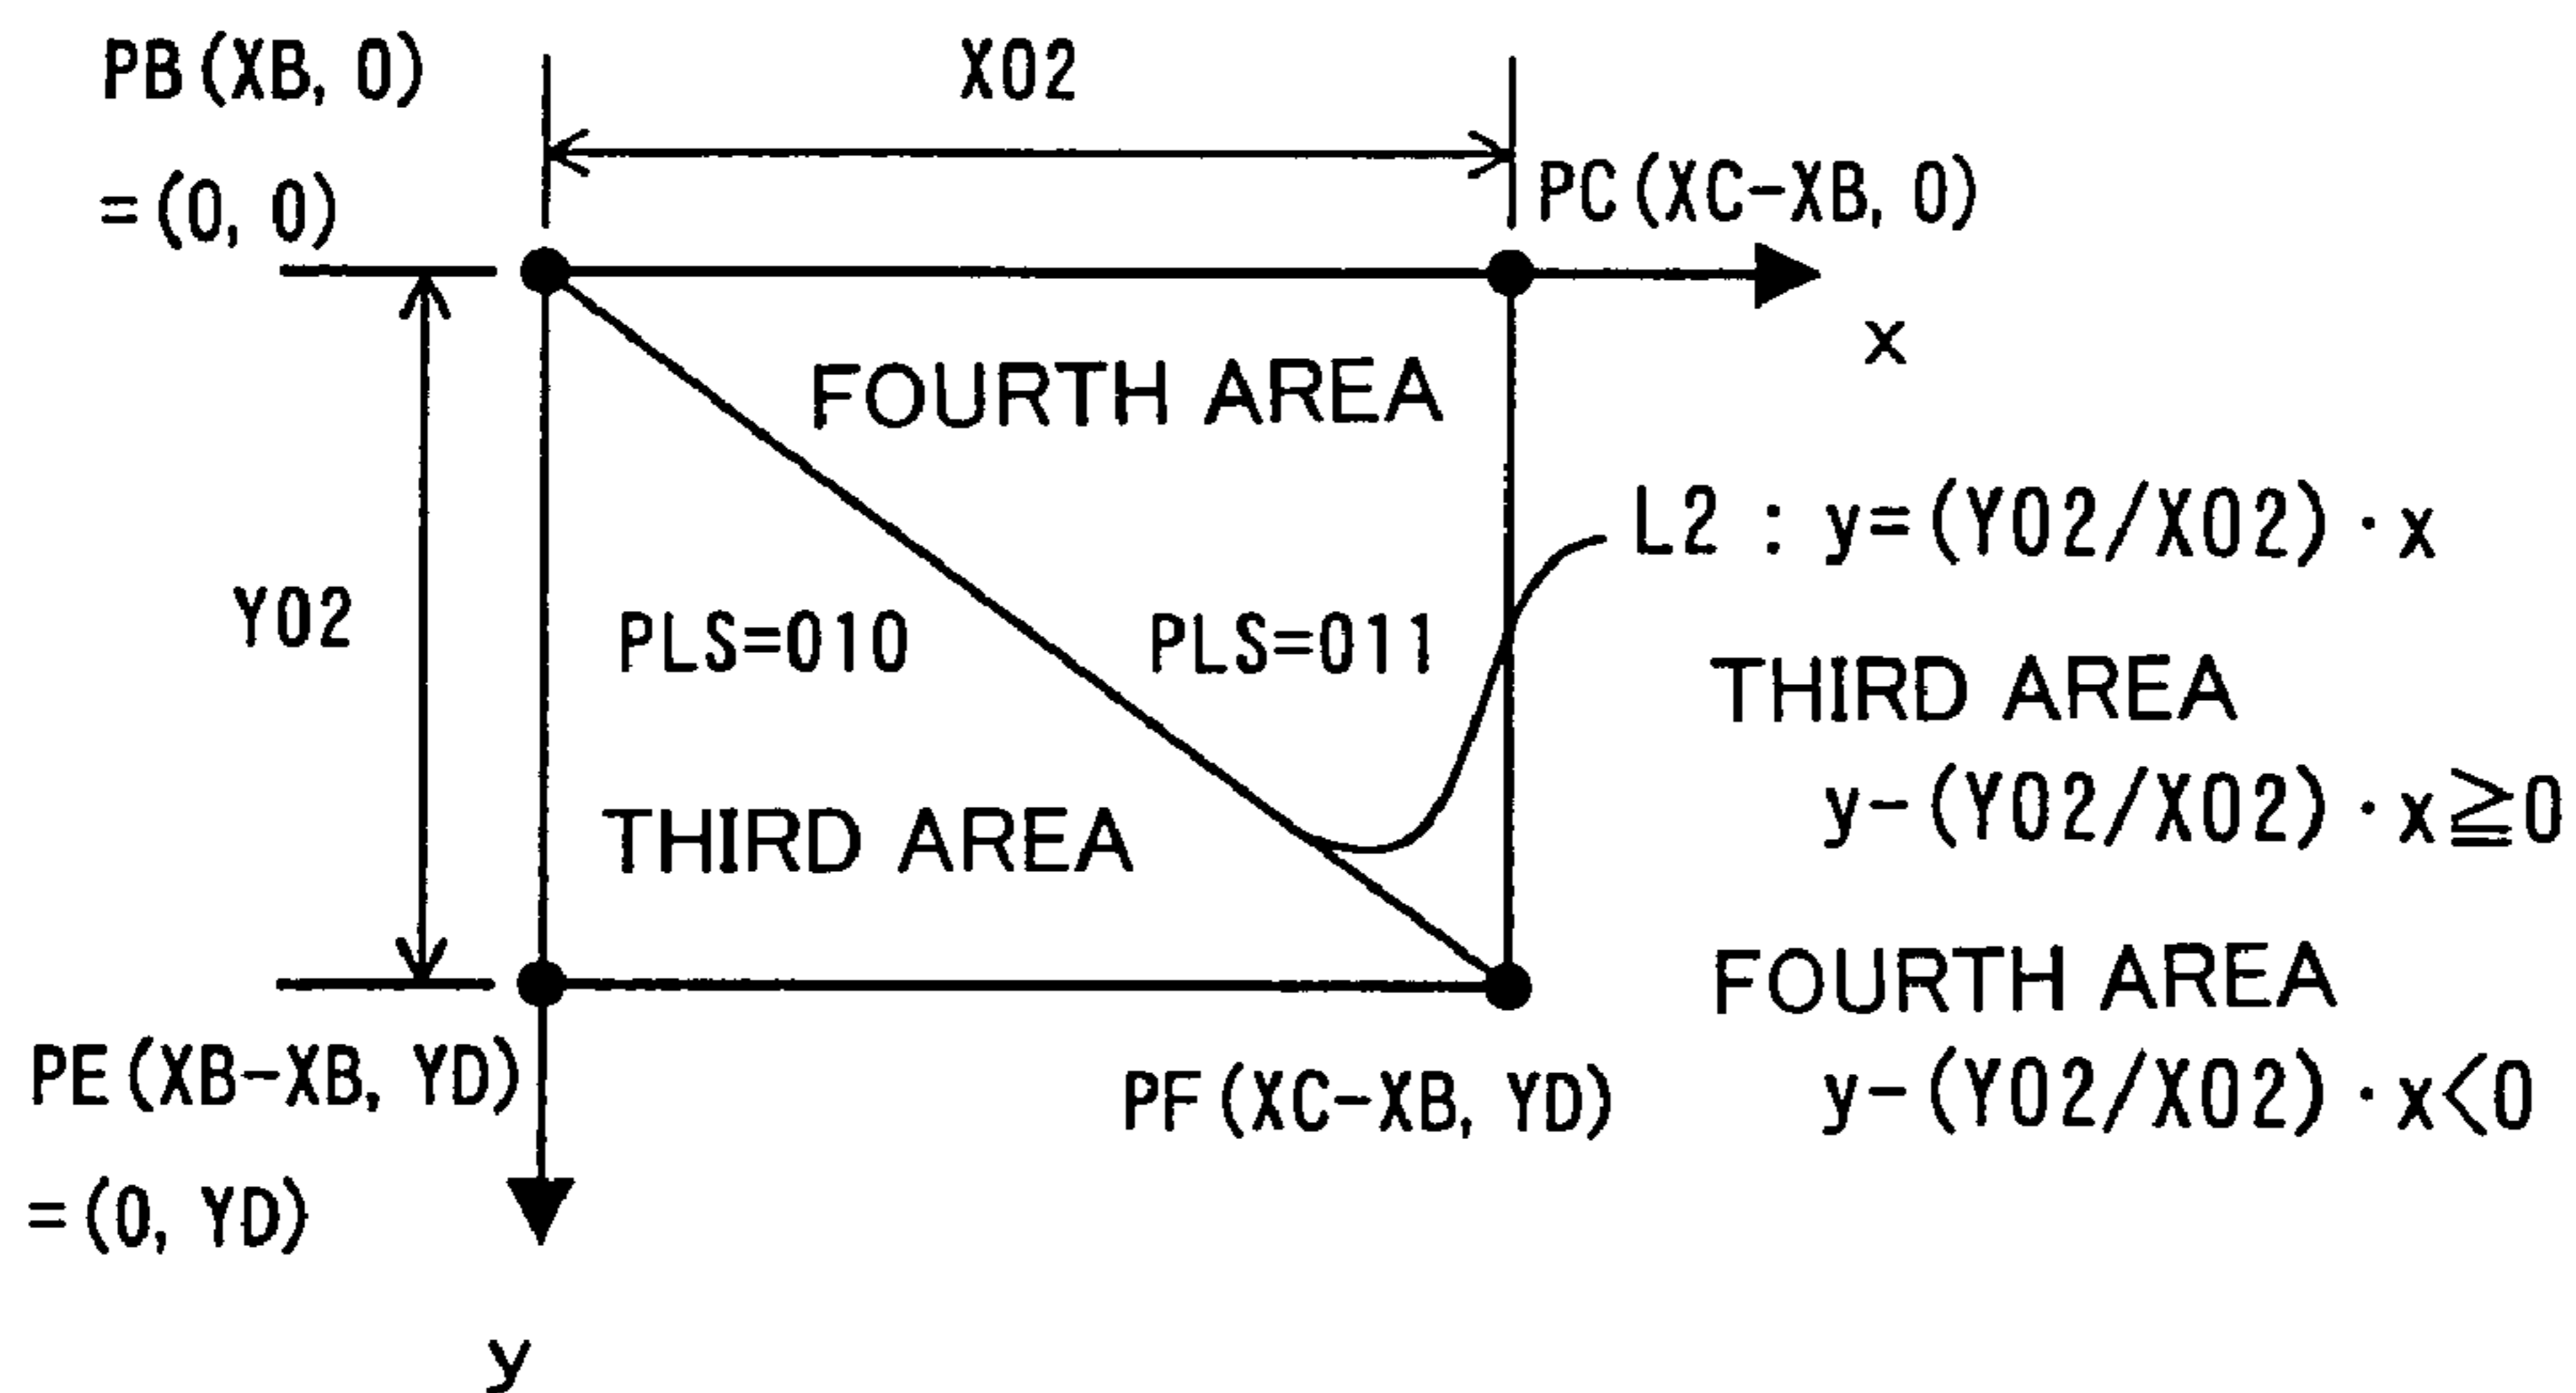 PB(XB, 0)
=(0, 0)
X02
PC(XC-XB, 0)
x
FOURTH AREA
L2 : y=(Y02/X02)·x
Y02
PLS=010
PLS=011
THIRD AREA
y-(Y02/X02)·x≧0
THIRD AREA
FOURTH AREA
y-(Y02/X02)·x<0
PE(XB-XB, YD)
=(0, YD)
PF(XC-XB, YD)
y